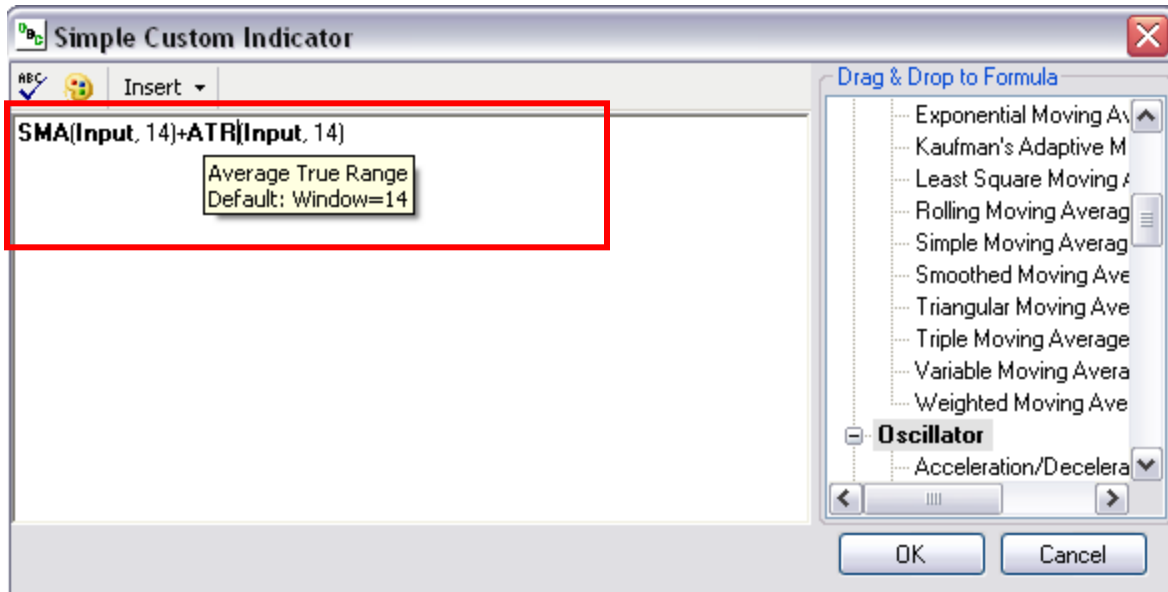 Simple Custom Indicator
ABC
Insert
SMA(Input, 14)+ATR(Input, 14)
Average True Range
Default: Window=14
Drag & Drop to Formula
Exponential Moving Av
Kaufman's Adaptive M
Least Square Moving
Rolling Moving Averag
Simple Moving Averag
Smoothed Moving Ave
Triangular Moving Ave
Triple Moving Average
Variable Moving Avera
Weighted Moving Ave
Oscillator
Acceleration/Decelera
OK
Cancel